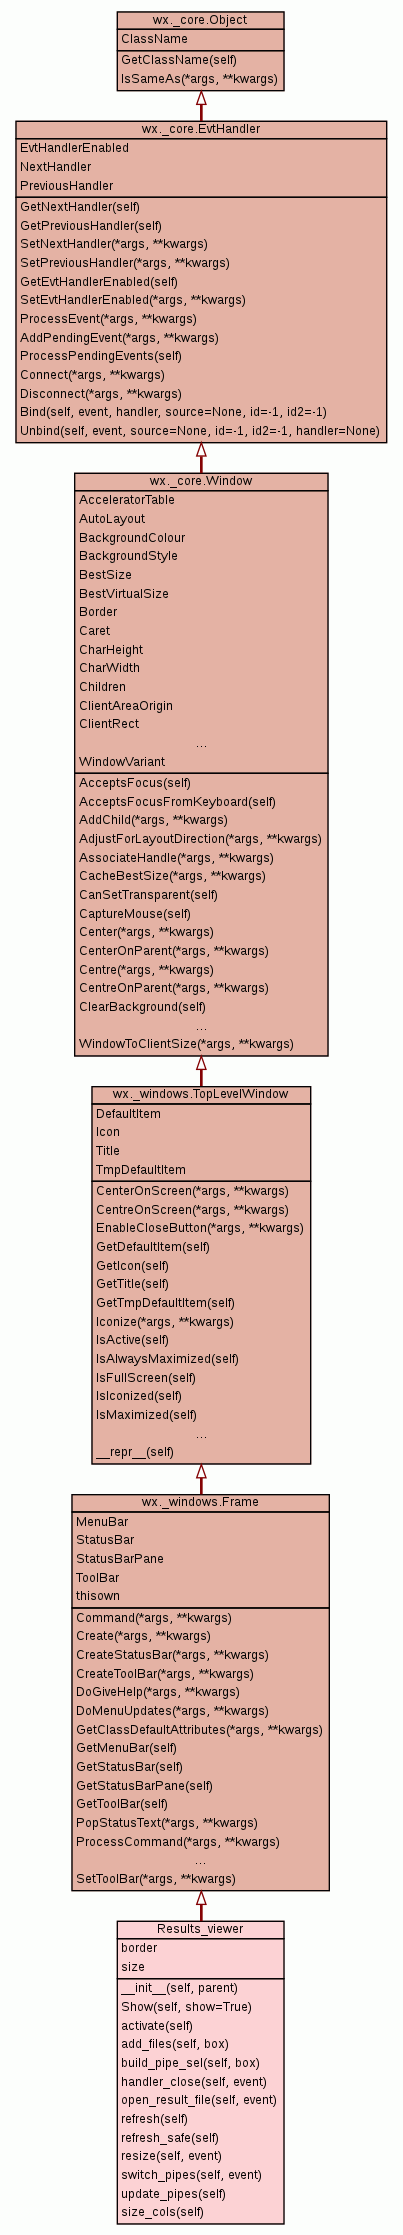 wx._core.Object
ClassName
GetClassName(self)
IsSameAs(*args, **kwargs)
wx._core.EvtHandler
EvtHandlerEnabled
NextHandler
PreviousHandler
GetNextHandler(self)
GetPreviousHandler(self)
SetNextHandler(*args, **kwargs)
SetPreviousHandler(*args, **kwargs)
GetEvtHandlerEnabled(self)
SetEvtHandlerEnabled(*args, **kwargs)
ProcessEvent(*args, **kwargs)
AddPendingEvent(*args, **kwargs)
ProcessPendingEvents(self)
Connect(*args, **kwargs)
Disconnect(*args, **kwargs)
Bind(self, event, handler, source=None, id=-1, id2=-1)
Unbind(self, event, source=None, id=-1, id2=-1, handler=None)
wx._core.Window
AcceleratorTable
AutoLayout
BackgroundColour
BackgroundStyle
BestSize
BestVirtualSize
Border
Caret
CharHeight
CharWidth
Children
ClientAreaOrigin
ClientRect
...
WindowVariant
AcceptsFocus(self)
AcceptsFocusFromKeyboard(self)
AddChild(*args, **kwargs)
AdjustForLayoutDirection(*args, **kwargs)
AssociateHandle(*args, **kwargs)
CacheBestSize(*args, **kwargs)
CanSetTransparent(self)
CaptureMouse(self)
Center(*args, **kwargs)
CenterOnParent(*args, **kwargs)
Centre(*args, **kwargs)
CentreOnParent(*args, **kwargs)
ClearBackground(self)
...
WindowToClientSize(*args, **kwargs)
wx._windows.TopLevelWindow
DefaultItem
Icon
Title
TmpDefaultItem
CenterOnScreen(*args, **kwargs)
CentreOnScreen(*args, **kwargs)
EnableCloseButton(*args, **kwargs)
GetDefaultItem(self)
GetIcon(self)
GetTitle(self)
GetTmpDefaultItem(self)
Iconize(*args, **kwargs)
IsActive(self)
IsAlwaysMaximized(self)
IsFullScreen(self)
IsIconized(self)
IsMaximized(self)
...
__repr__(self)
wx._windows.Frame
MenuBar
StatusBar
StatusBarPane
ToolBar
thisown
Command(*args, **kwargs)
Create(*args, **kwargs)
CreateStatusBar(*args, **kwargs)
CreateToolBar(*args, **kwargs)
DoGiveHelp(*args, **kwargs)
DoMenuUpdates(*args, **kwargs)
GetClassDefaultAttributes(*args, **kwargs)
GetMenuBar(self)
GetStatusBar(self)
GetStatusBarPane(self)
GetToolBar(self)
PopStatusText(*args, **kwargs)
ProcessCommand(*args, **kwargs)
...
SetToolBar(*args, **kwargs)
Results_viewer
border
size
__init__(self, parent)
Show(self, show=True)
activate(self)
add_files(self, box)
build_pipe_sel(self, box)
handler_close(self, event)
open_result_file(self, event)
refresh(self)
refresh_safe(self)
resize(self, event)
switch_pipes(self, event)
update_pipes(self)
size_cols(self)